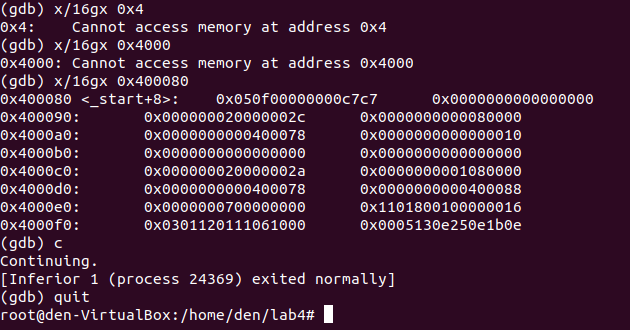 (gdb) x/16gx 0x4
0x4:    Cannot access memory at address 0x4
(gdb) x/16gx 0x4000
0x4000: Cannot access memory at address 0x4000
(gdb) x/16gx 0x400080
0x400080 <_start+8>:    0x050f00000000c7c7      0x0000000000000000
0x400090:       0x000000020000002c      0x0000000000080000
0x4000a0:       0x0000000000400078      0x0000000000000010
0x4000b0:       0x0000000000000000      0x0000000000000000
0x4000c0:       0x000000020000002a      0x0000000001080000
0x4000d0:       0x0000000000400078      0x0000000000400088
0x4000e0:       0x0000000700000000      0x1101800100000016
0x4000f0:       0x0301120111061000      0x0005130e250e1b0e
(gdb) c
Continuing.
[Inferior 1 (process 24369) exited normally]
(gdb) quit
root@den-VirtualBox:/home/den/lab4#